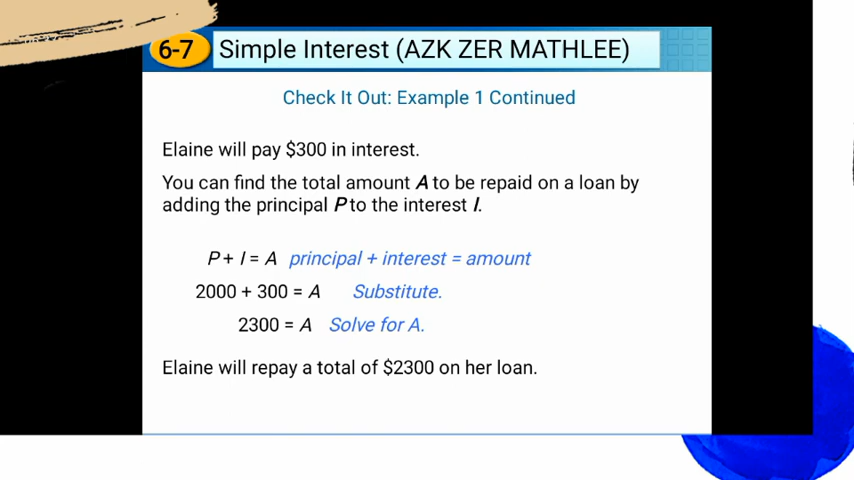 6-7 Simple Interest (AZK ZER MATHLEE)
Check It Out: Example 1 Continued
Elaine will pay $300 in interest.
You can find the total amount A to be repaid on a loan by
adding the principal P to the interest I.
P + I = A principal + interest = amount
2000 + 300 = A Substitute.
2300 = A Solve for A.
Elaine will repay a total of $2300 on her loan.